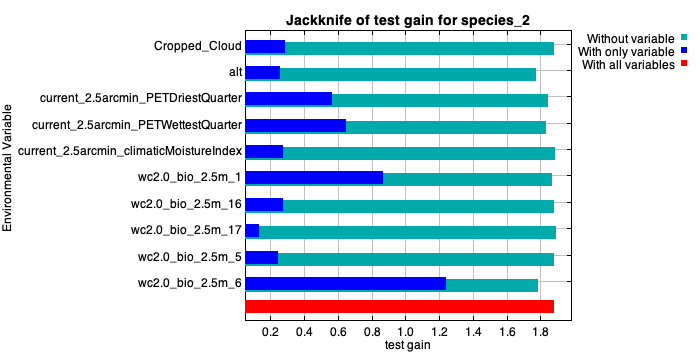 Jackknife of test gain for species_2
Without variable
With only variable
With all variables
Environmental Variable
Cropped_Cloud
alt
current_2.5arcmin_PETDriestQuarter
current_2.5arcmin_PETWettestQuarter
current_2.5arcmin_climaticMoistureIndex
wc2.0_bio_2.5m_1
wc2.0_bio_2.5m_16
wc2.0_bio_2.5m_17
wc2.0_bio_2.5m_5
wc2.0_bio_2.5m_6
0.2 0.4 0.6 0.8 1.0 1.2 1.4 1.6 1.8
test gain